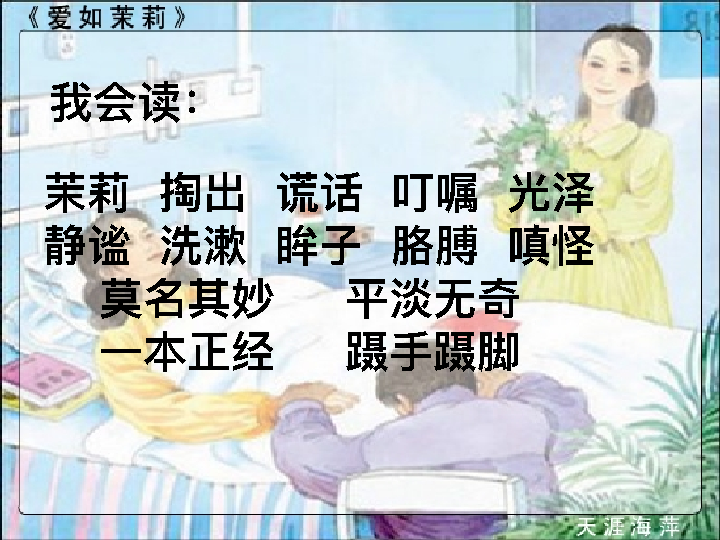 《爱如茉莉》
我会读：
茉莉 掏出 谎话 叮嘱 光泽
静谧 洗漱 眸子 胳膊 嗔怪
莫名其妙 平淡无奇
一本正经 蹑手蹑脚
天涯海萍